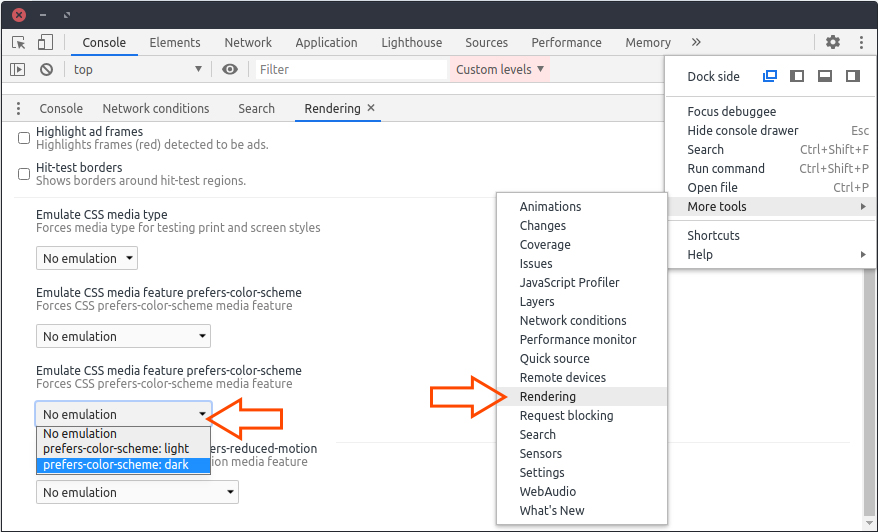 Console Elements Network Application Lighthouse Sources Performance Memory »
top Filter Custom levels
Console Network conditions Search Rendering ×
Highlight ad frames
Highlights frames (red) detected to be ads.
Hit-test borders
Shows borders around hit-test regions.
Emulate CSS media type
Forces media type for testing print and screen styles
No emulation
Emulate CSS media feature prefers-color-scheme
Forces CSS prefers-color-scheme media feature
No emulation
Emulate CSS media feature prefers-color-scheme
Forces CSS prefers-color-scheme media feature
No emulation
No emulation
prefers-color-scheme: light
prefers-color-scheme: dark
ers-reduced-motion
ion media feature
No emulation
Dock side
Focus debuggee
Hide console drawer Esc
Search Ctrl+Shift+F
Run command Ctrl+Shift+P
Open file Ctrl+P
More tools
Shortcuts
Help
Animations
Changes
Coverage
Issues
JavaScript Profiler
Layers
Network conditions
Performance monitor
Quick source
Remote devices
Rendering
Request blocking
Search
Sensors
Settings
WebAudio
What's New